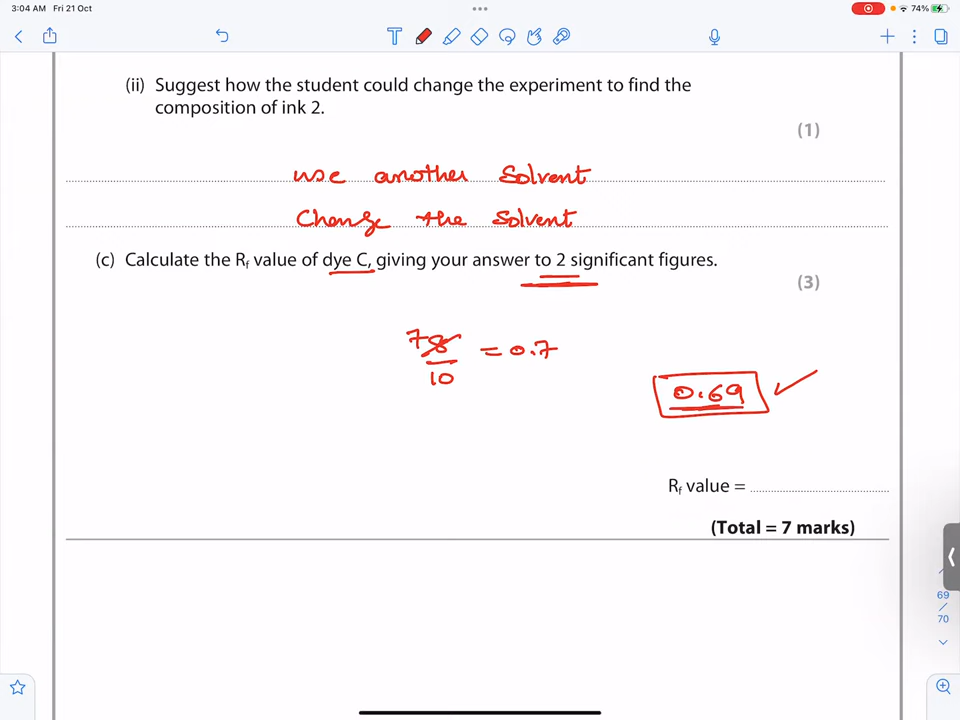 3:04 AM Fri 21 Oct
74%
(ii) Suggest how the student could change the experiment to find the
composition of ink 2.
(1)
use another Solvent
Change the Solvent
(c) Calculate the Rf value of dye C, giving your answer to 2 significant figures.
(3)
7 8
10
= 0.7
0.69
Rf value =
(Total = 7 marks)
69
/
70